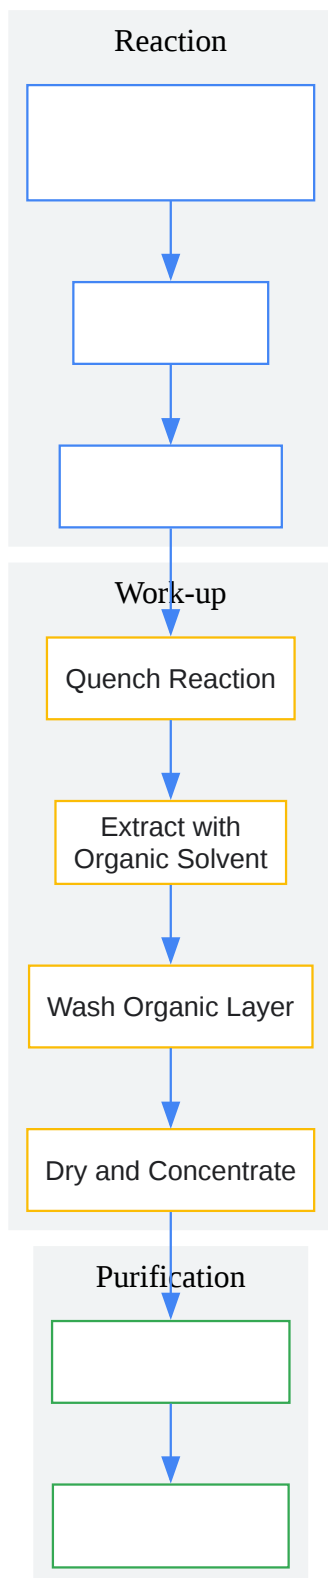 Reaction
Work-up
Quench Reaction
Extract with
Organic Solvent
Wash Organic Layer
Dry and Concentrate
Purification